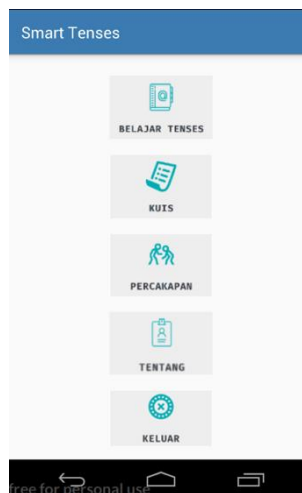 Smart Tenses
BELAJAR TENSES
KUIS
PERCAKAPAN
TENTANG
KELUAR
free for personal use